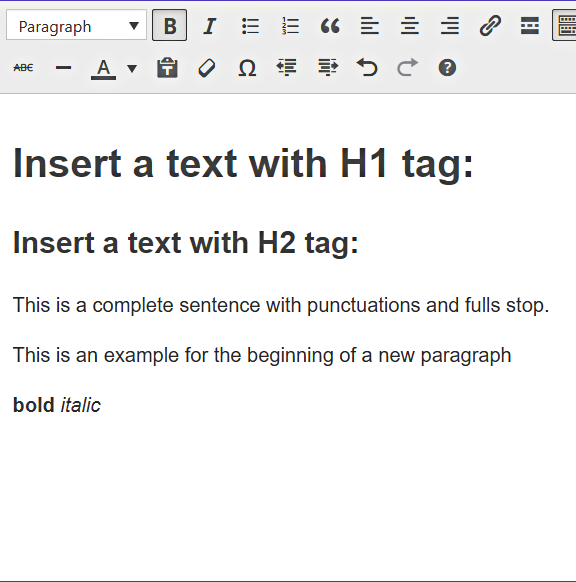 Paragraph B I
ABC A Ω
Insert a text with H1 tag:
Insert a text with H2 tag:
This is a complete sentence with punctuations and fulls stop.
This is an example for the beginning of a new paragraph
bold italic